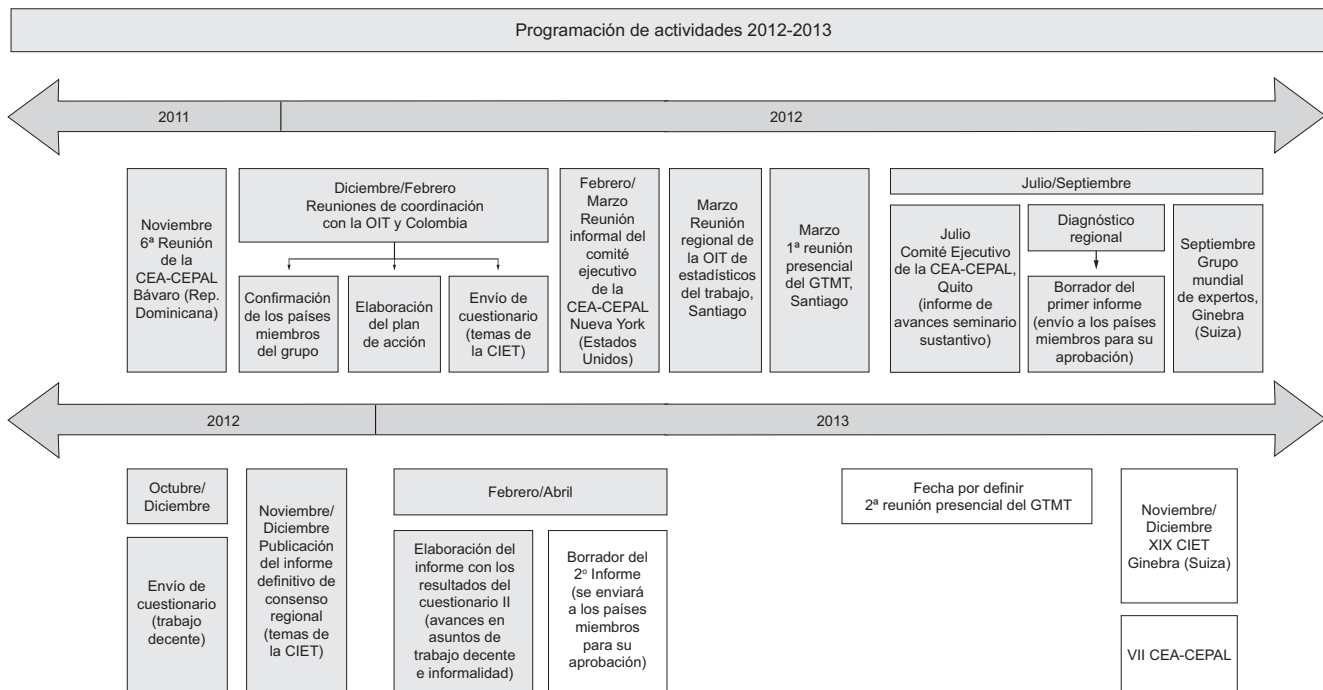 Programación de actividades 2012-2013
2011
2012
Noviembre
6ª Reunión
de la
CEA-CEPAL
Bávaro (Rep.
Dominicana)
Diciembre/Febrero
Reuniones de coordinación
con la OIT y Colombia
Confirmación
de los países
miembros
del grupo
Elaboración
del plan
de acción
Envío de
cuestionario
(temas de
la CIET)
Febrero/
Marzo
Reunión
informal del
comité
ejecutivo
de la
CEA-CEPAL
Nueva York
(Estados
Unidos)
Marzo
Reunión
regional de
la OIT de
estadísticos
del trabajo,
Santiago
Marzo
1ª reunión
presencial
del GTMT,
Santiago
Julio/Septiembre
Julio
Comité Ejecutivo
de la CEA-CEPAL,
Quito
(informe de
avances seminario
sustantivo)
Diagnóstico
regional
Borrador del
primer informe
(envío a los países
miembros para su
aprobación)
Septiembre
Grupo
mundial
de expertos,
Ginebra
(Suiza)
2012
2013
Octubre/
Diciembre
Envío de
cuestionario
(trabajo
decente)
Noviembre/
Diciembre
Publicación
del informe
definitivo de
consenso
regional
(temas de
la CIET)
Febrero/Abril
Elaboración del
informe con los
resultados del
cuestionario II
(avances en
asuntos de
trabajo decente
e informalidad)
Borrador del
2º Informe
(se enviará
a los países
miembros
para su
aprobación)
Fecha por definir
2ª reunión presencial del GTMT
Noviembre/
Diciembre
XIX CIET
Ginebra (Suiza)
VII CEA-CEPAL